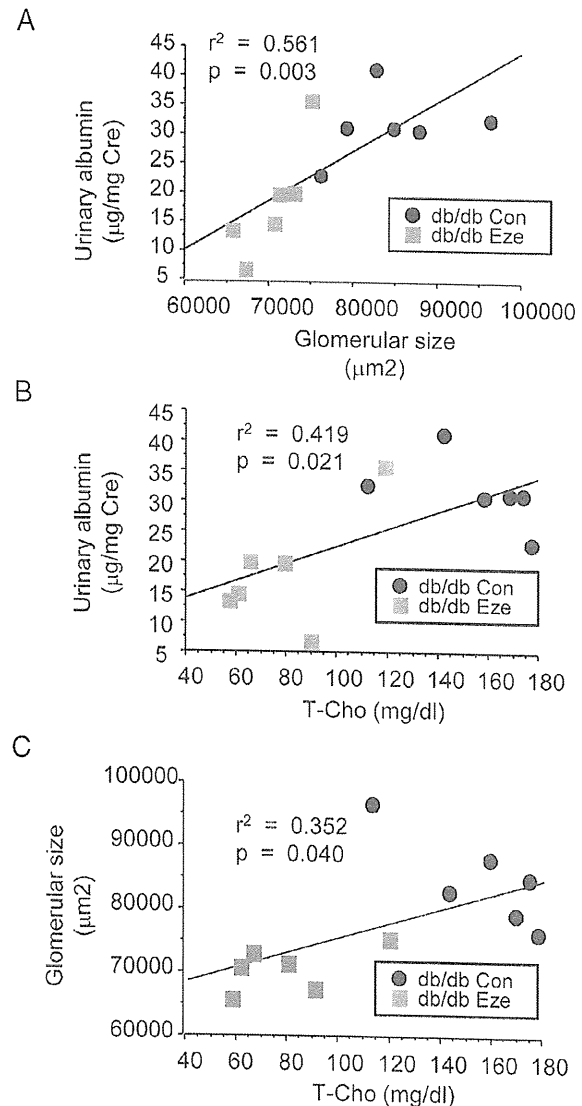 A
r² = 0.561
p = 0.003
45
40
35
30
25
20
15
10
5
Urinary albumin
(µg/mg Cre)
db/db Con
db/db Eze
60000 70000 80000 90000 100000
Glomerular size
(µm2)
B
r² = 0.419
p = 0.021
45
40
35
30
25
20
15
10
5
Urinary albumin
(µg/mg Cre)
db/db Con
db/db Eze
40 60 80 100 120 140 160 180
T-Cho (mg/dl)
C
r² = 0.352
p = 0.040
100000
90000
80000
70000
60000
Glomerular size
(µm2)
db/db Con
db/db Eze
40 60 80 100 120 140 160 180
T-Cho (mg/dl)